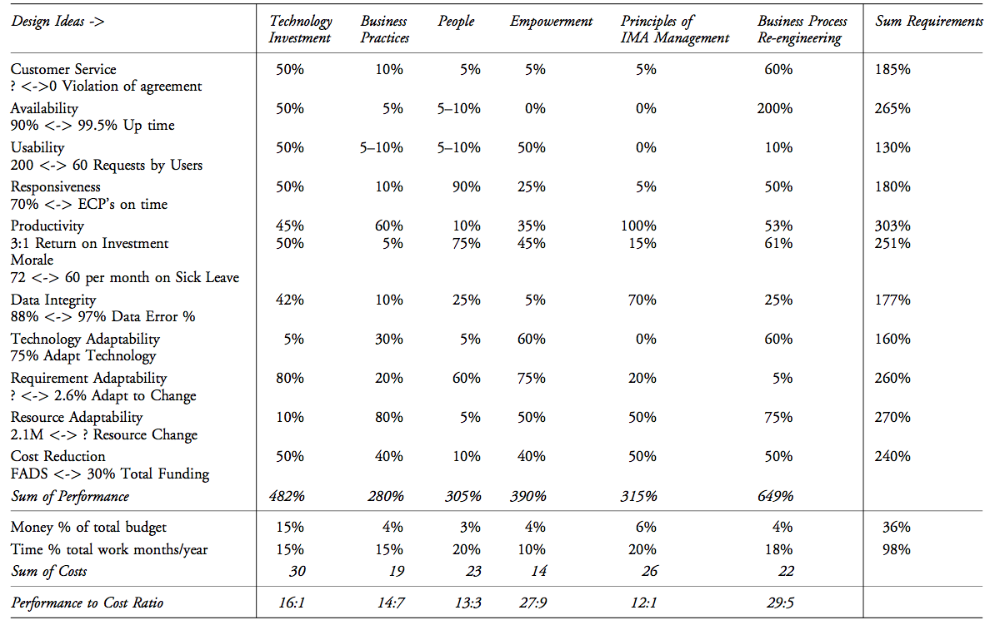 Design Ideas -> Technology Investment Business Practices People Empowerment Principles of IMA Management Business Process Re-engineering Sum Requirements
Customer Service 50% 10% 5% 5% 5% 60% 185%
? <->0 Violation of agreement
Availability 50% 5% 5–10% 0% 0% 200% 265%
90% <-> 99.5% Up time
Usability 50% 5–10% 5–10% 50% 0% 10% 130%
200 <-> 60 Requests by Users
Responsiveness 50% 10% 90% 25% 5% 50% 180%
70% <-> ECP's on time
Productivity 45% 60% 10% 35% 100% 53% 303%
3:1 Return on Investment 50% 5% 75% 45% 15% 61% 251%
Morale
72 <-> 60 per month on Sick Leave
Data Integrity 42% 10% 25% 5% 70% 25% 177%
88% <-> 97% Data Error %
Technology Adaptability 5% 30% 5% 60% 0% 60% 160%
75% Adapt Technology
Requirement Adaptability 80% 20% 60% 75% 20% 5% 260%
? <-> 2.6% Adapt to Change
Resource Adaptability 10% 80% 5% 50% 50% 75% 270%
2.1M <-> ? Resource Change
Cost Reduction 50% 40% 10% 40% 50% 50% 240%
FADS <-> 30% Total Funding
Sum of Performance 482% 280% 305% 390% 315% 649%
Money % of total budget 15% 4% 3% 4% 6% 4% 36%
Time % total work months/year 15% 15% 20% 10% 20% 18% 98%
Sum of Costs 30 19 23 14 26 22
Performance to Cost Ratio 16:1 14:7 13:3 27:9 12:1 29:5